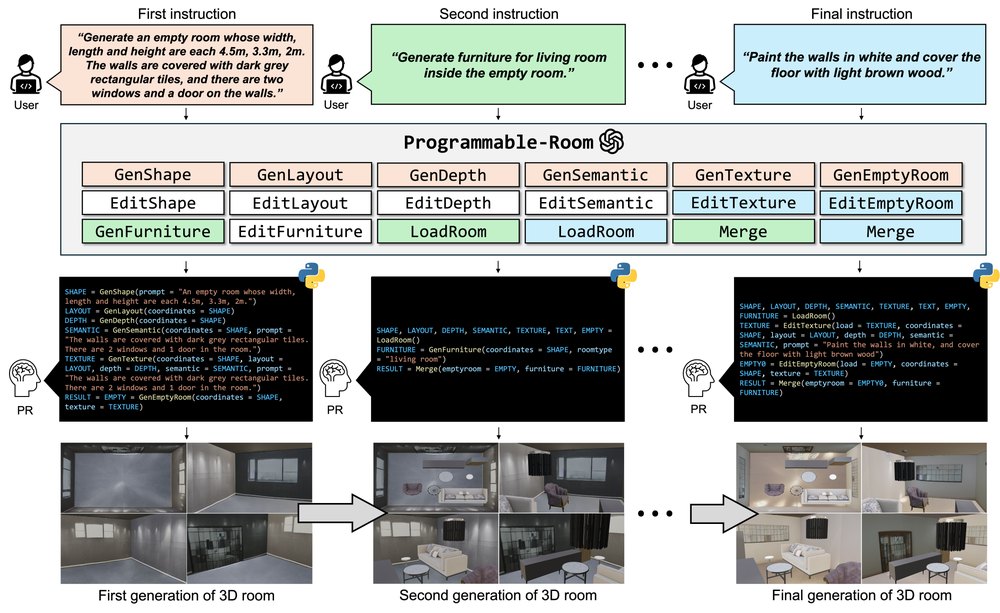 First instruction
Second instruction
Final instruction
“Generate an empty room whose width,
length and height are each 4.5m, 3.3m, 2m.
The walls are covered with dark grey
rectangular tiles, and there are two
windows and a door on the walls.”
User
“Generate furniture for living room
inside the empty room.”
User
“Paint the walls in white and cover the
floor with light brown wood.”
User
Programmable-Room
GenShape GenLayout GenDepth GenSemantic GenTexture GenEmptyRoom
EditShape EditLayout EditDepth EditSemantic EditTexture EditEmptyRoom
GenFurniture EditFurniture LoadRoom LoadRoom Merge Merge
SHAPE = GenShape(prompt = "An empty room whose width,
length and height are each 4.5m, 3.3m, 2m.")
LAYOUT = GenLayout(coordinates = SHAPE)
DEPTH = GenDepth(coordinates = SHAPE)
SEMANTIC = GenSemantic(coordinates = SHAPE, prompt =
"The walls are covered with dark grey rectangular tiles.
There are 2 windows and 1 door in the room.")
TEXTURE = GenTexture(coordinates = SHAPE, layout =
LAYOUT, depth = DEPTH, semantic = SEMANTIC, prompt =
"The walls are covered with dark grey rectangular tiles.
There are 2 windows and 1 door in the room.")
RESULT = EMPTY = GenEmptyRoom(coordinates = SHAPE,
texture = TEXTURE)
PR
SHAPE, LAYOUT, DEPTH, SEMANTIC, TEXTURE, TEXT, EMPTY =
LoadRoom()
FURNITURE = GenFurniture(coordinates = SHAPE, roomtype
= "living room")
RESULT = Merge(emptyroom = EMPTY, furniture = FURNITURE)
PR
SHAPE, LAYOUT, DEPTH, SEMANTIC, TEXTURE, TEXT, EMPTY,
FURNITURE = LoadRoom()
TEXTURE = EditTexture(load = TEXTURE, coordinates =
SHAPE, layout = LAYOUT, depth = DEPTH, semantic =
SEMANTIC, prompt = "Paint the walls in white, and cover
the floor with light brown wood")
EMPTY0 = EditEmptyRoom(load = EMPTY, coordinates =
SHAPE, texture = TEXTURE)
RESULT = Merge(emptyroom = EMPTY0, furniture =
FURNITURE)
PR
First generation of 3D room
Second generation of 3D room
Final generation of 3D room